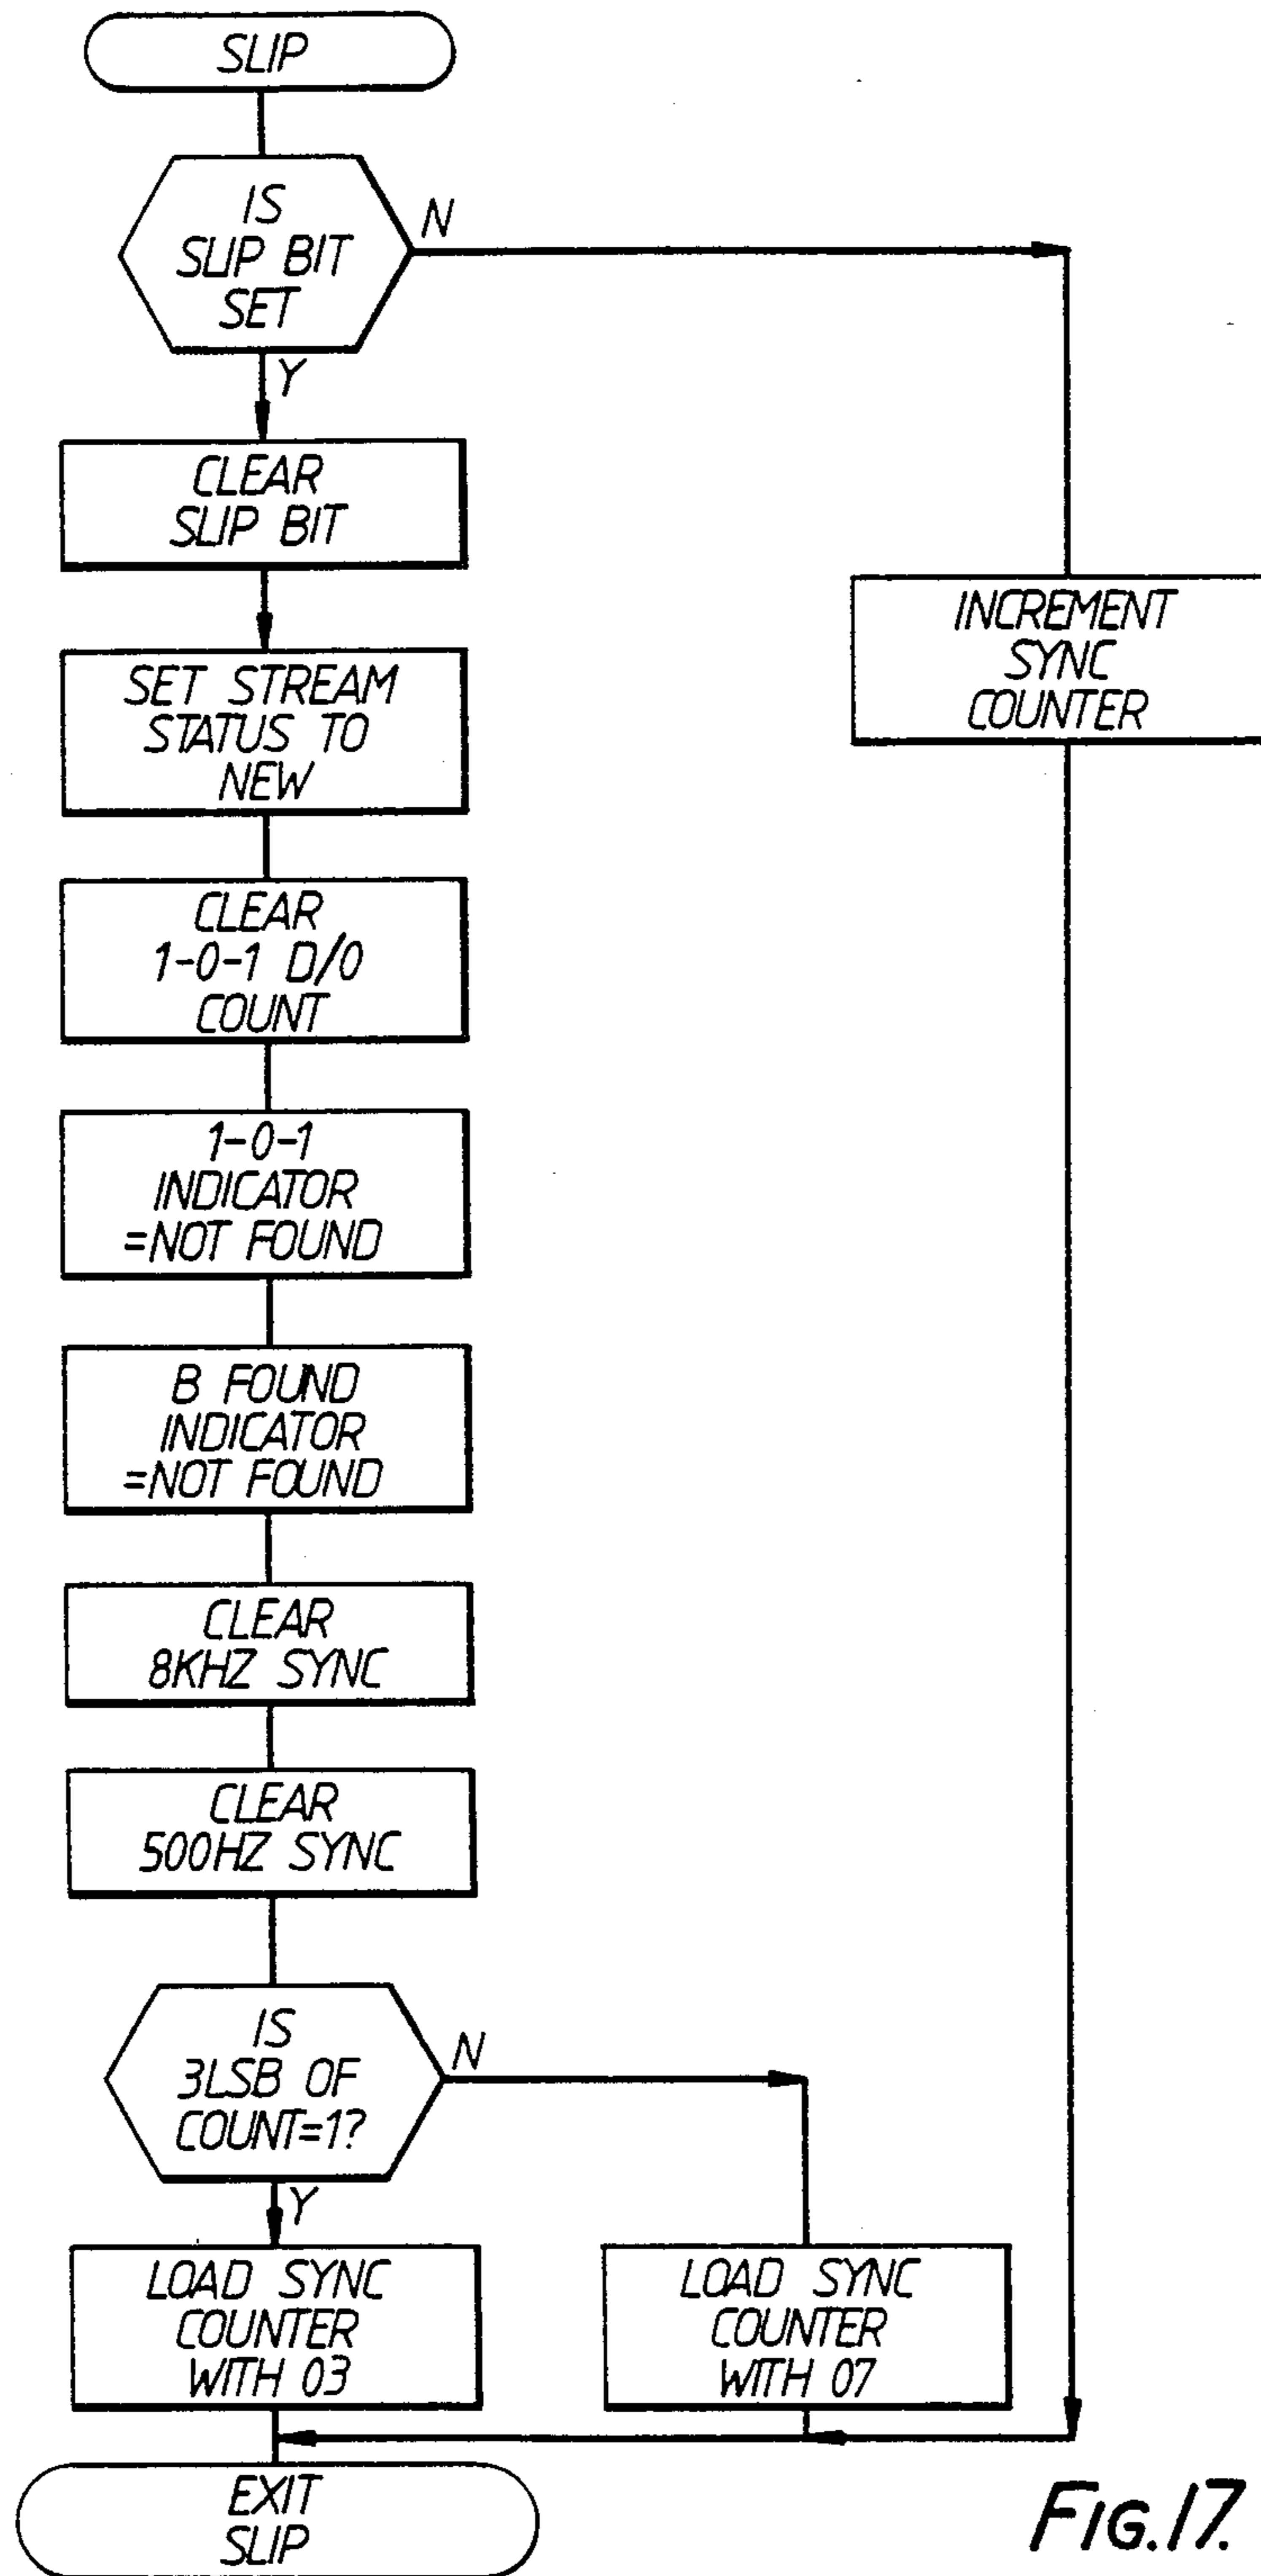 SLIP
IS
SLIP BIT
SET
N
Y
CLEAR
SLIP BIT
SET STREAM
STATUS TO
NEW
INCREMENT
SYNC
COUNTER
CLEAR
1-0-1 D/0
COUNT
1-0-1
INDICATOR
=NOT FOUND
B FOUND
INDICATOR
=NOT FOUND
CLEAR
8KHZ SYNC
CLEAR
500HZ SYNC
IS
3LSB OF
COUNT=1?
N
Y
LOAD SYNC
COUNTER
WITH 03
LOAD SYNC
COUNTER
WITH 07
EXIT
SLIP
FIG.17.